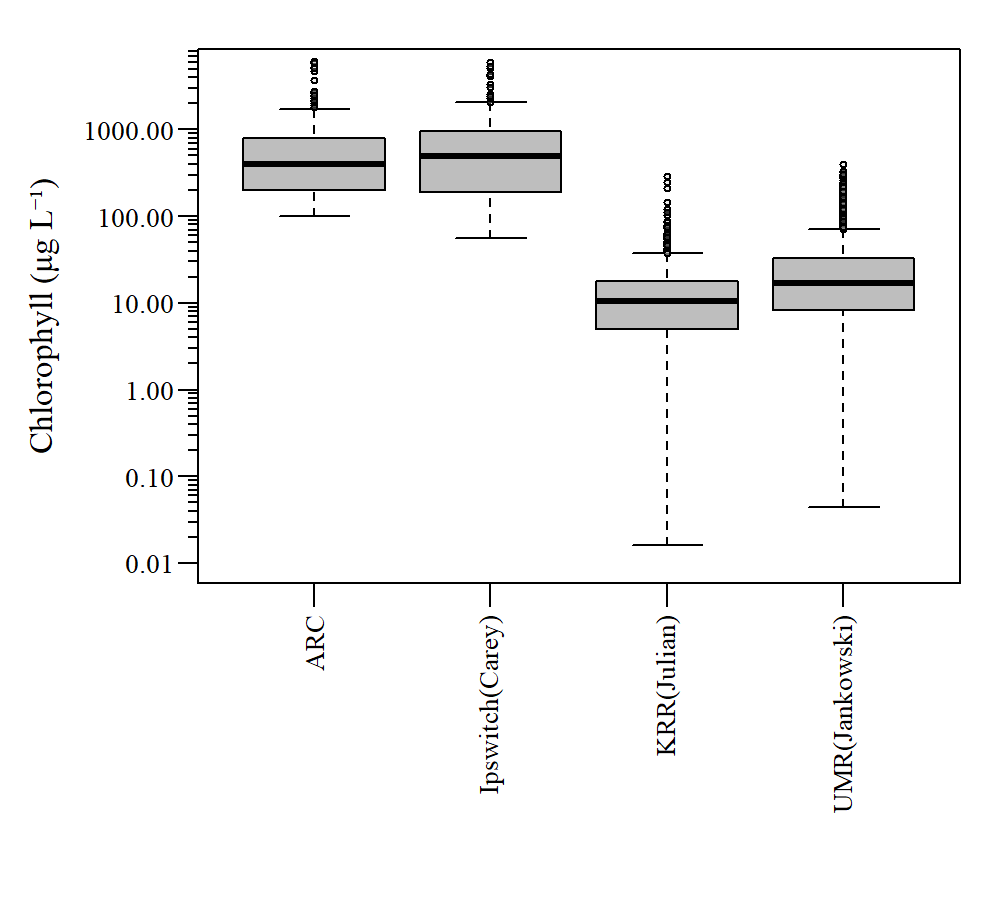 Chlorophyll (µg L⁻¹)
1000.00
100.00
10.00
1.00
0.10
0.01
ARC
Ipswitch(Carey)
KRR(Julian)
UMR(Jankowski)